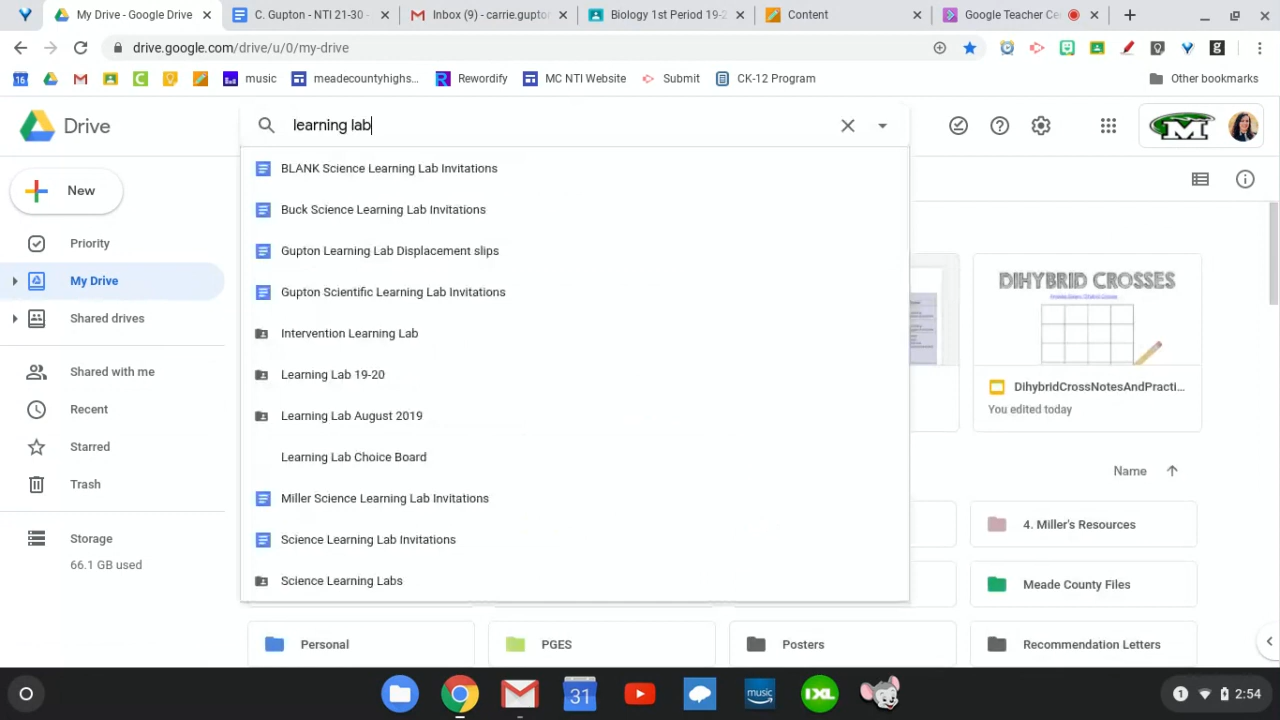 My Drive - Google Drive
C. Gupton - NTI 21-30 -
Inbox (9) - carrie.gupto
Biology 1st Period 19-2
Content
Google Teacher Ce
drive.google.com/drive/u/0/my-drive
16
music
meadecountyhighs...
Rewordify
MC NTI Website
Submit
CK-12 Program
Other bookmarks
Drive
learning lab
M
New
BLANK Science Learning Lab Invitations
Buck Science Learning Lab Invitations
Gupton Learning Lab Displacement slips
Gupton Scientific Learning Lab Invitations
Intervention Learning Lab
Learning Lab 19-20
Learning Lab August 2019
Learning Lab Choice Board
Miller Science Learning Lab Invitations
Science Learning Lab Invitations
Science Learning Labs
Priority
My Drive
Shared drives
Shared with me
Recent
Starred
Trash
Storage
66.1 GB used
DIHYBRID CROSSES
DihybridCrossNotesAndPracti...
You edited today
Name
4. Miller's Resources
Meade County Files
Personal
PGES
Posters
Recommendation Letters
31
music
IXL
1
2:54